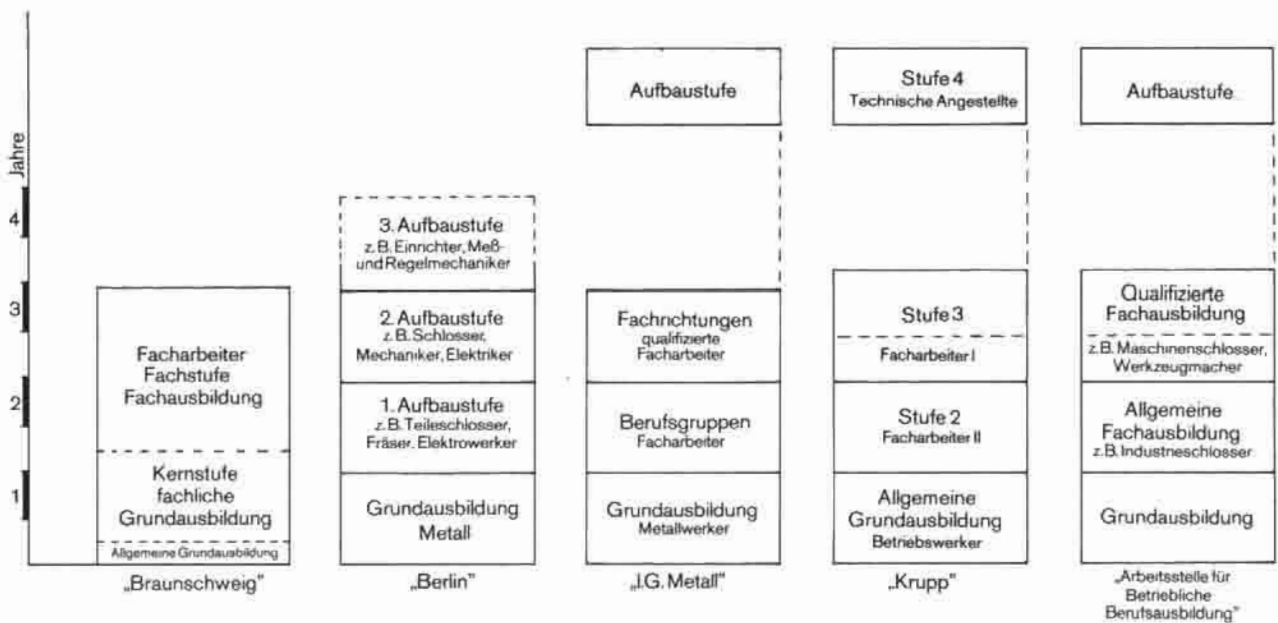 Jahre
4
3
2
1
Facharbeiter
Fachstufe
Fachausbildung
Kernstufe
fachliche
Grundausbildung
Allgemeine Grundausbildung
„Braunschweig"
3. Aufbaustufe
z. B. Einrichter, Meß-
und Regelmechaniker
2. Aufbaustufe
z. B. Schlosser,
Mechaniker, Elektriker
1. Aufbaustufe
z. B. Teileschlosser,
Fräser, Elektrowerker
Grundausbildung
Metall
„Berlin"
Aufbaustufe
Fachrichtungen
qualifizierte
Facharbeiter
Berufsgruppen
Facharbeiter
Grundausbildung
Metallwerker
„I.G. Metall"
Stufe 4
Technische Angestellte
Stufe 3
Facharbeiter I
Stufe 2
Facharbeiter II
Allgemeine
Grundausbildung
Betriebswerker
„Krupp"
Aufbaustufe
Qualifizierte
Fachausbildung
z. B. Maschinenschlosser,
Werkzeugmacher
Allgemeine
Fachausbildung
z. B. Industrieschlosser
Grundausbildung
„Arbeitsstelle für
Betriebliche
Berufsausbildung"